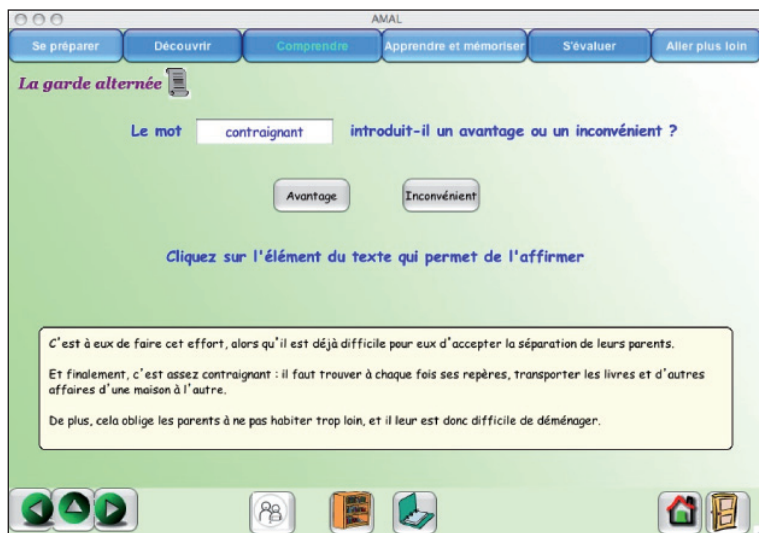 AMAL
Se préparer
Découvrir
Comprendre
Apprendre et mémoriser
S'évaluer
Aller plus loin
La garde alternée
Le mot contraignant introduit-il un avantage ou un inconvénient ?
Avantage
Inconvénient
Cliquez sur l'élément du texte qui permet de l'affirmer
C'est à eux de faire cet effort, alors qu'il est déjà difficile pour eux d'accepter la séparation de leurs parents.
Et finalement, c'est assez contraignant : il faut trouver à chaque fois ses repères, transporter les livres et d'autres
affaires d'une maison à l'autre.
De plus, cela oblige les parents à ne pas habiter trop loin, et il leur est donc difficile de déménager.